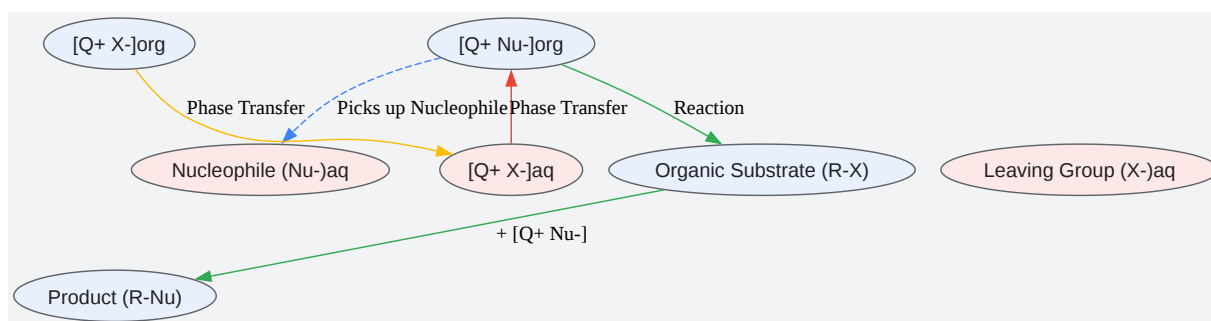 [Q+ X-]org
[Q+ Nu-]org
Phase Transfer
Picks up Nucleophile
Phase Transfer
Reaction
Nucleophile (Nu-)aq
[Q+ X-]aq
Organic Substrate (R-X)
Leaving Group (X-)aq
+ [Q+ Nu-]
Product (R-Nu)